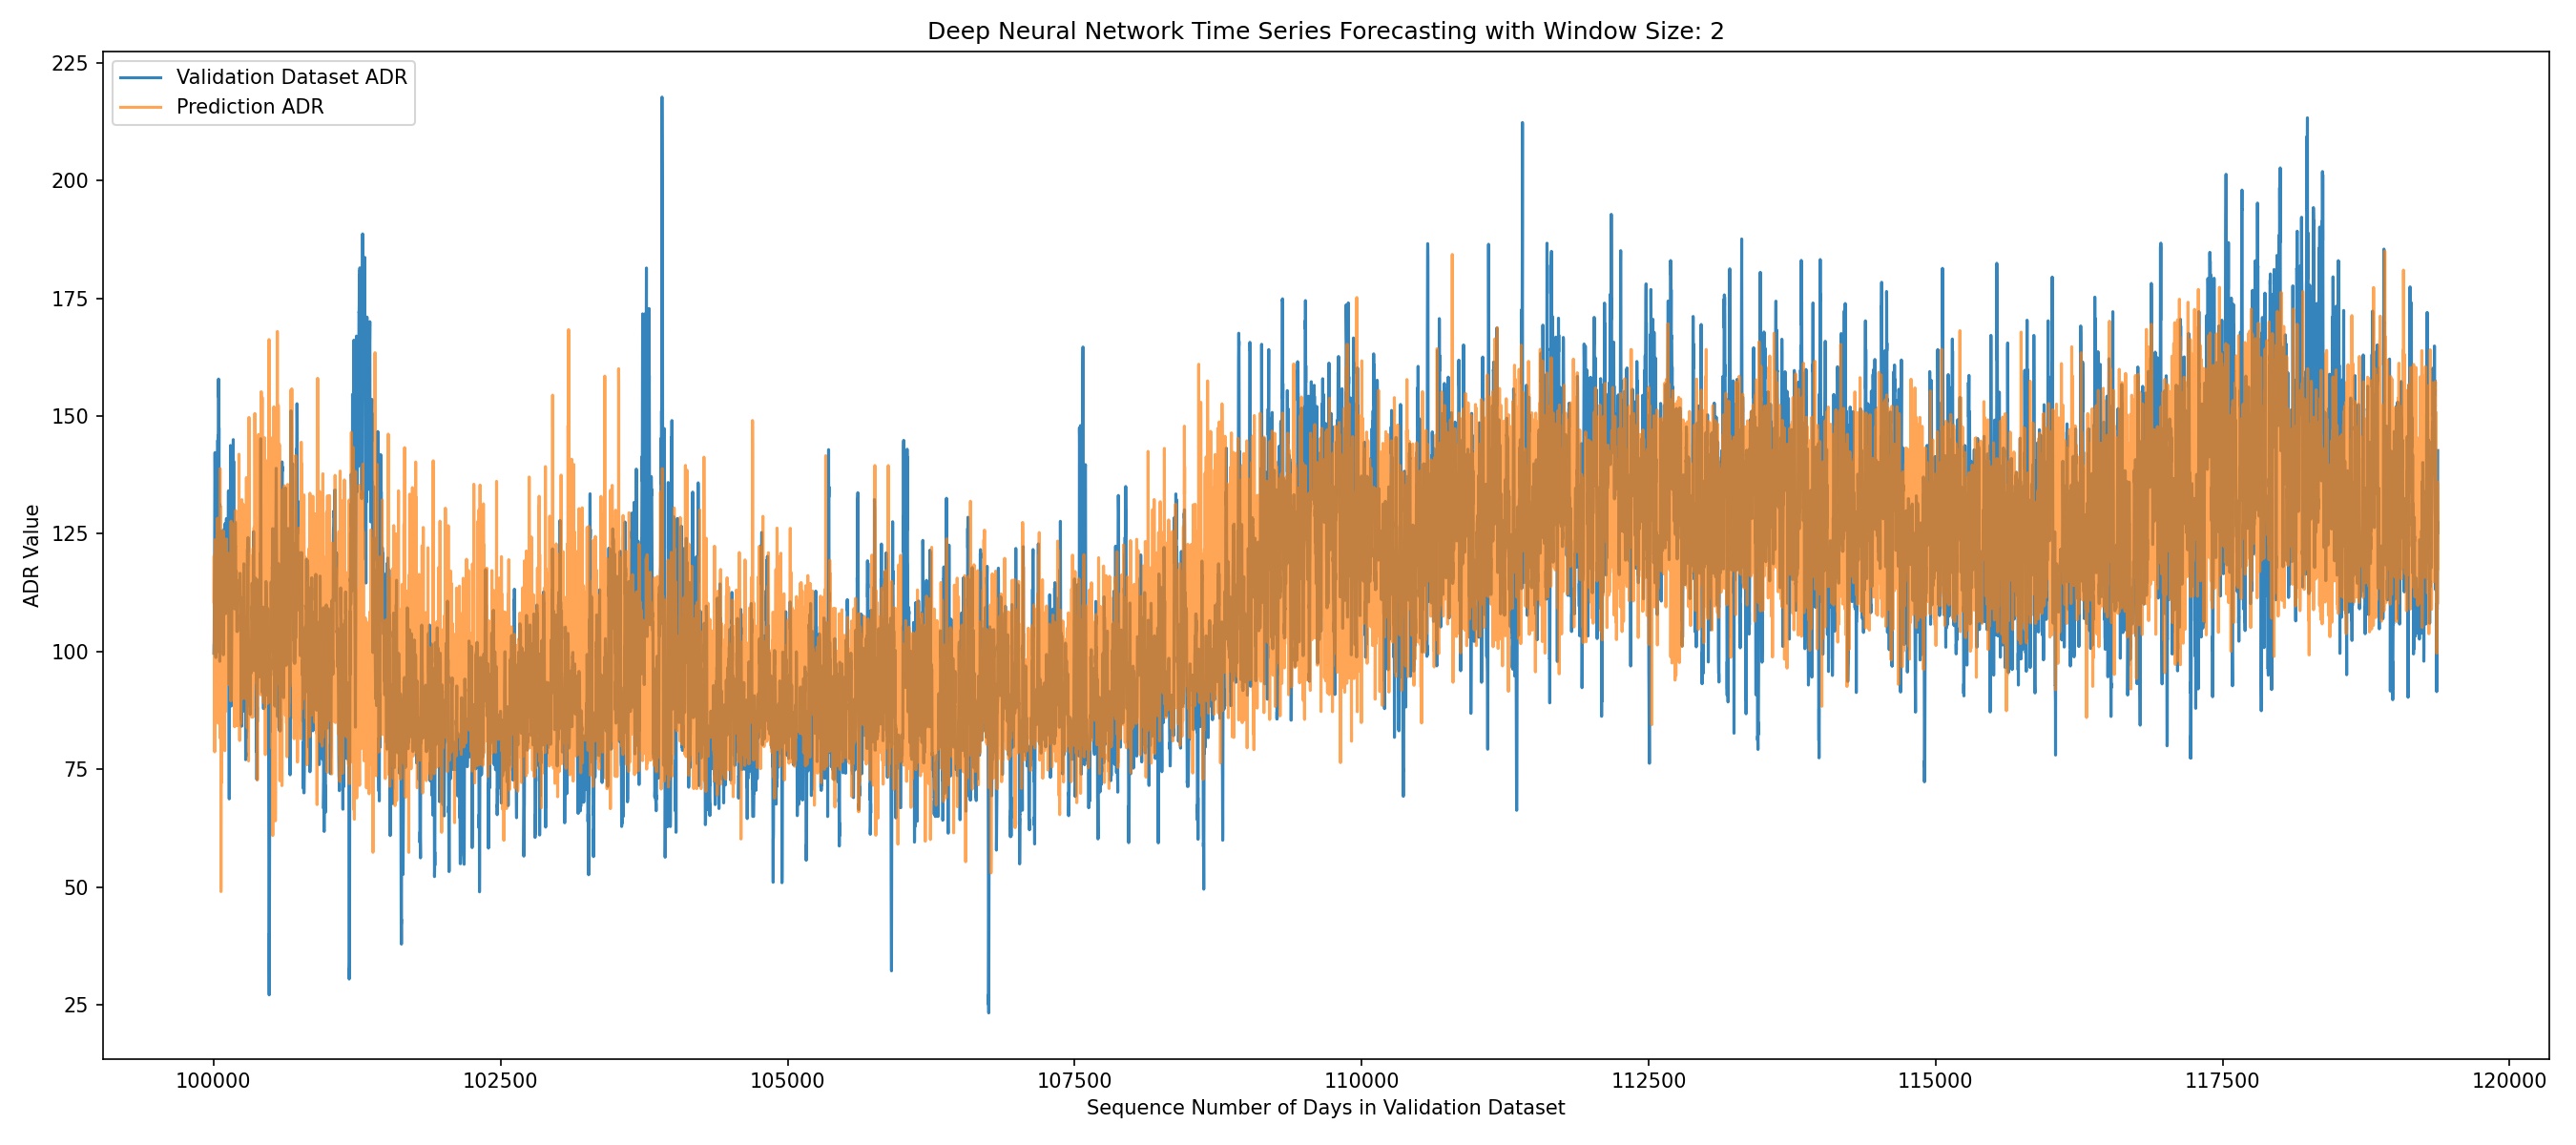 Deep Neural Network Time Series Forecasting with Window Size: 2
Validation Dataset ADR
Prediction ADR
ADR Value
225
200
175
150
125
100
75
50
25
100000 102500 105000 107500 110000 112500 115000 117500 120000
Sequence Number of Days in Validation Dataset